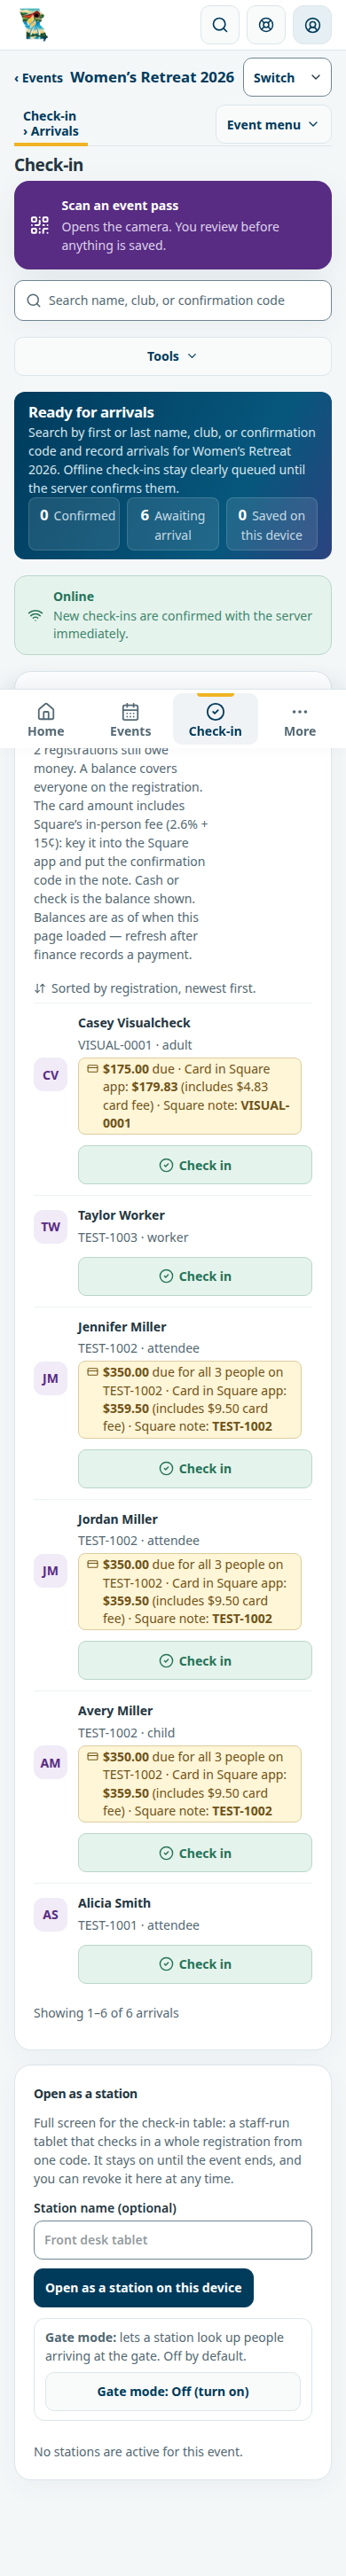 ‹ Events Women's Retreat 2026 Switch
Check-in
› Arrivals
Event menu
Check-in
Scan an event pass
Opens the camera. You review before
anything is saved.
Search name, club, or confirmation code
Tools
Ready for arrivals
Search by first or last name, club, or confirmation
code and record arrivals for Women's Retreat
2026. Offline check-ins stay clearly queued until
the server confirms them.
0 Confirmed
6 Awaiting
arrival
0 Saved on
this device
Online
New check-ins are confirmed with the server
immediately.
Home Events Check-in More
2 registrations still owe
money. A balance covers
everyone on the registration.
The card amount includes
Square's in-person fee (2.6% +
15¢): key it into the Square
app and put the confirmation
code in the note. Cash or
check is the balance shown.
Balances are as of when this
page loaded — refresh after
finance records a payment.
Sorted by registration, newest first.
Casey Visualcheck
VISUAL-0001 · adult
CV
$175.00 due · Card in Square
app: $179.83 (includes $4.83
card fee) · Square note: VISUAL-
0001
Check in
Taylor Worker
TW
TEST-1003 · worker
Check in
Jennifer Miller
TEST-1002 · attendee
JM
$350.00 due for all 3 people on
TEST-1002 · Card in Square app:
$359.50 (includes $9.50 card
fee) · Square note: TEST-1002
Check in
Jordan Miller
TEST-1002 · attendee
JM
$350.00 due for all 3 people on
TEST-1002 · Card in Square app:
$359.50 (includes $9.50 card
fee) · Square note: TEST-1002
Check in
Avery Miller
TEST-1002 · child
AM
$350.00 due for all 3 people on
TEST-1002 · Card in Square app:
$359.50 (includes $9.50 card
fee) · Square note: TEST-1002
Check in
Alicia Smith
AS
TEST-1001 · attendee
Check in
Showing 1–6 of 6 arrivals
Open as a station
Full screen for the check-in table: a staff-run
tablet that checks in a whole registration from
one code. It stays on until the event ends, and
you can revoke it here at any time.
Station name (optional)
Front desk tablet
Open as a station on this device
Gate mode: lets a station look up people
arriving at the gate. Off by default.
Gate mode: Off (turn on)
No stations are active for this event.